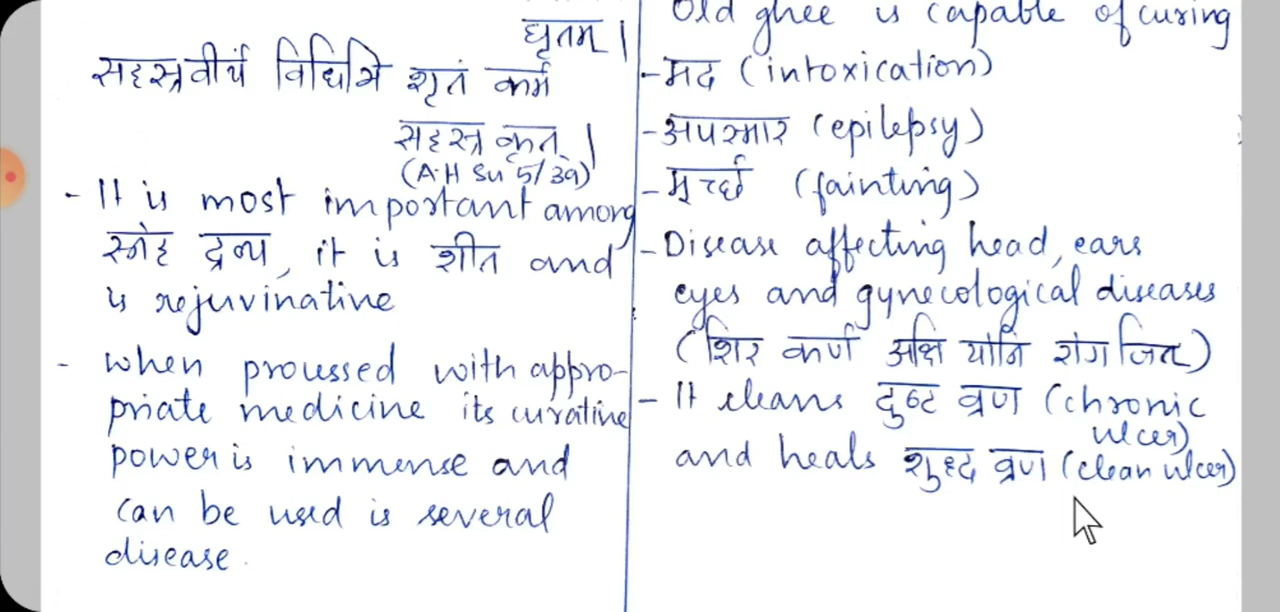 घृतम् ।
सहस्त्रवीर्यं विधिभि शृतं कर्म
सहस्त्र कृत् ।
(A.H Su 5/39)
- It is most important among
स्नेह द्रव्य, it is शीत and
is rejuvinative
- when proussed with appro-
priate medicine its curative
power is immense and
can be used is several
disease.
Old ghee is capable of curing
- मद (intoxication)
- अपस्मार (epilepsy)
- मूर्च्छा (fainting)
- Disease affecting head, ears
eyes and gynecological diseases
(शिर कर्ण अक्षि योनि रोग जित्)
- It cleans दुष्ट व्रण (chronic
ulcer)
and heals शुद्ध व्रण (clean ulcer)